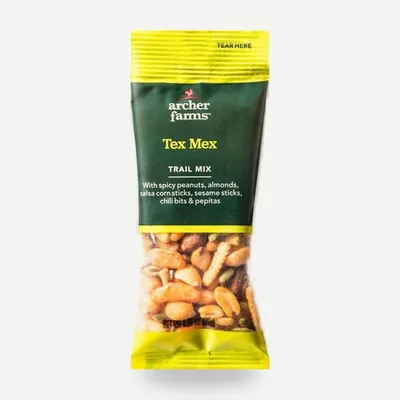 TEAR HERE
archer
farms™
Tex Mex
TRAIL MIX
With spicy peanuts, almonds,
salsa corn sticks, sesame sticks,
chili bits & pepitas